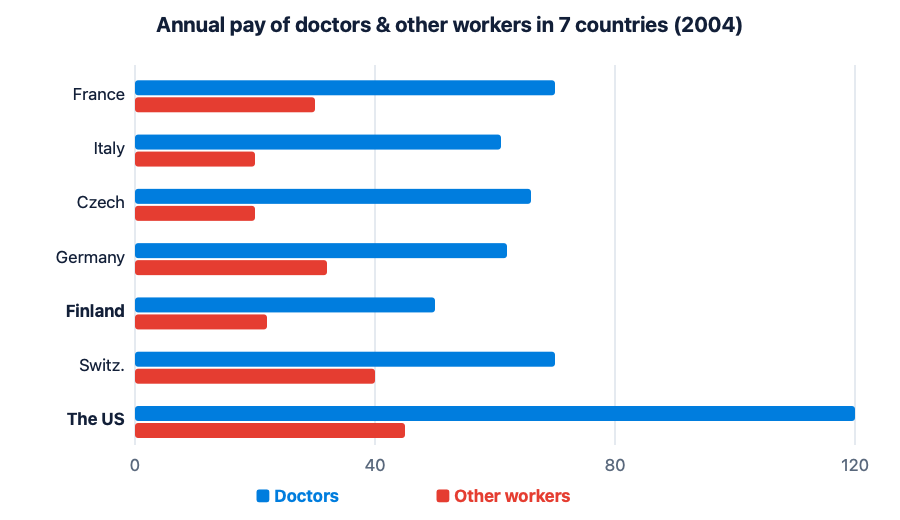 Annual pay of doctors & other workers in 7 countries (2004)
France
Italy
Czech
Germany
Finland
Switz.
The US
0 40 80 120
Doctors Other workers